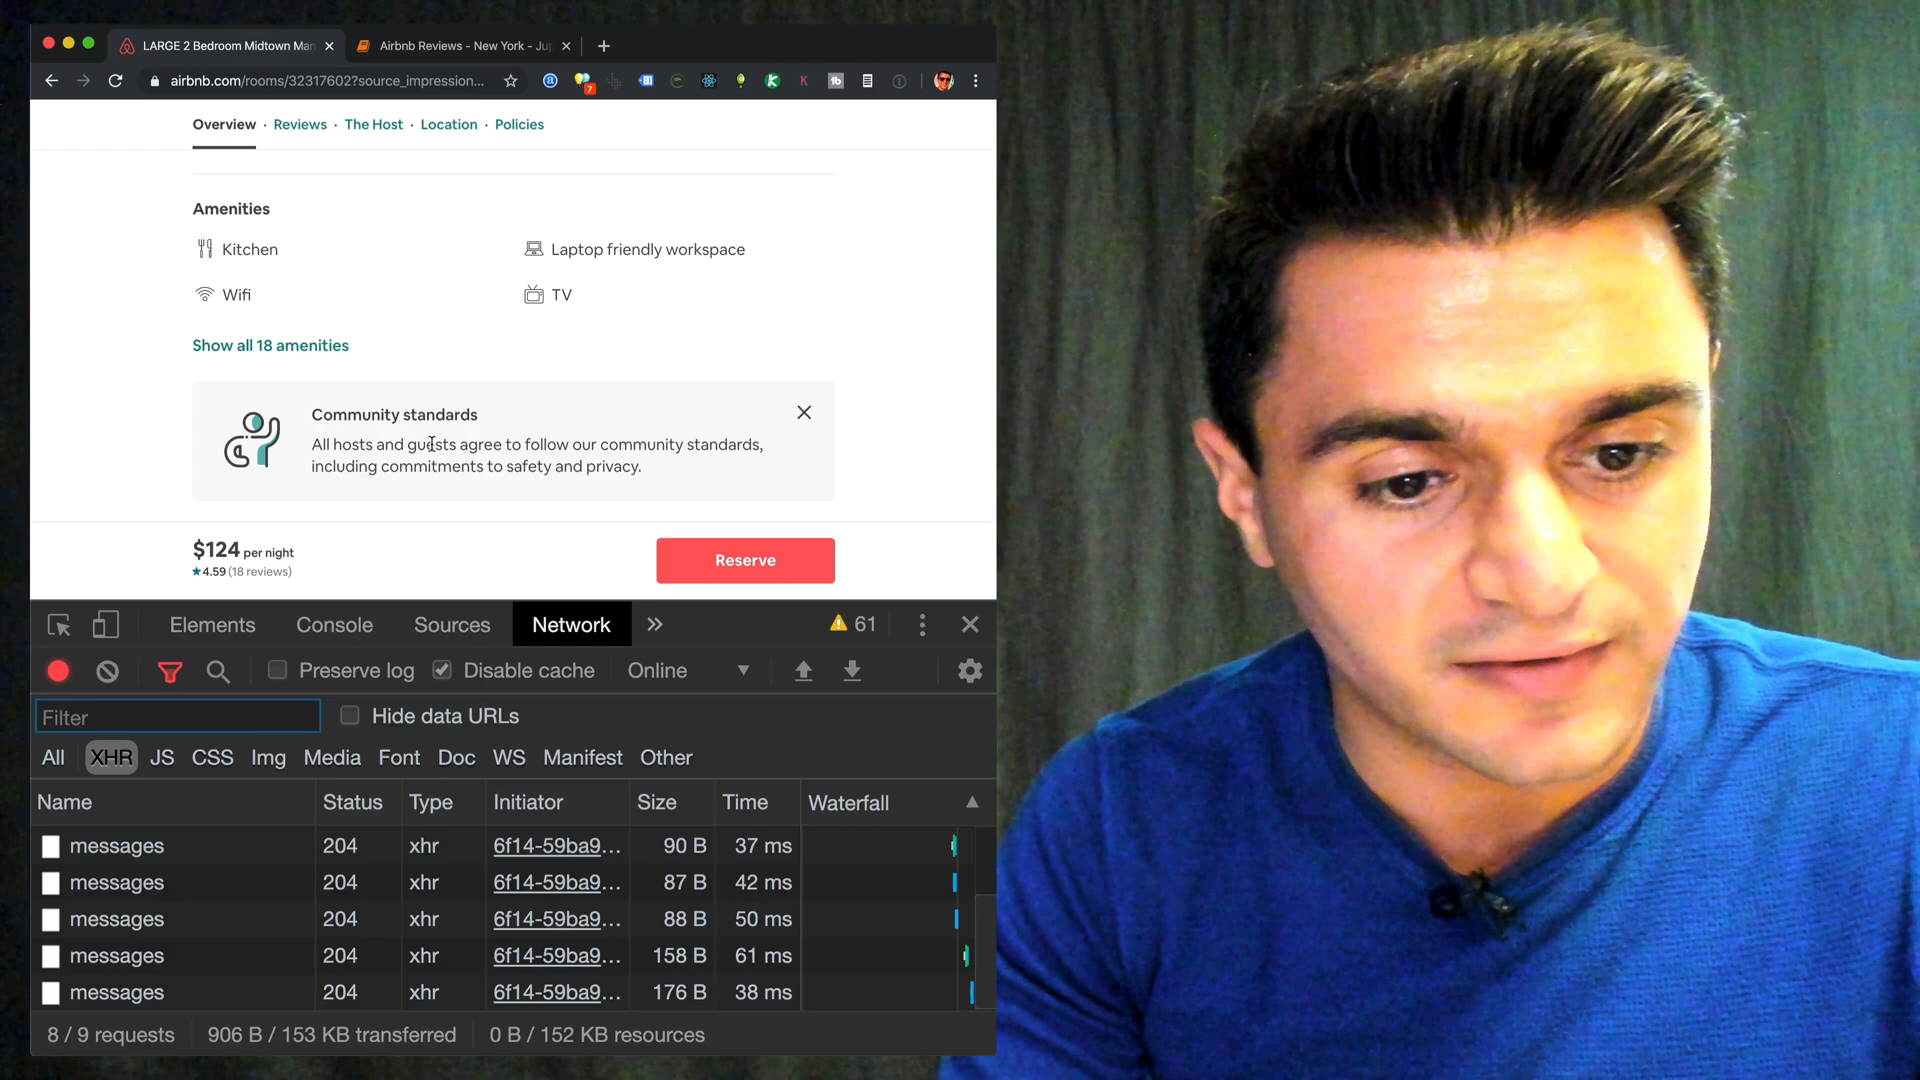 LARGE 2 Bedroom Midtown Man
Airbnb Reviews - New York - Jup
airbnb.com/rooms/32317602?source_impression...
7
Overview · Reviews · The Host · Location · Policies
Amenities
Kitchen
Laptop friendly workspace
Wifi
TV
Show all 18 amenities
Community standards
All hosts and guests agree to follow our community standards,
including commitments to safety and privacy.
$124 per night
★4.59 (18 reviews)
Reserve
Elements Console Sources Network » 61
Preserve log Disable cache Online
Filter
Hide data URLs
All XHR JS CSS Img Media Font Doc WS Manifest Other
Name Status Type Initiator Size Time Waterfall
messages 204 xhr 6f14-59ba9... 90 B 37 ms
messages 204 xhr 6f14-59ba9... 87 B 42 ms
messages 204 xhr 6f14-59ba9... 88 B 50 ms
messages 204 xhr 6f14-59ba9... 158 B 61 ms
messages 204 xhr 6f14-59ba9... 176 B 38 ms
8 / 9 requests 906 B / 153 KB transferred 0 B / 152 KB resources